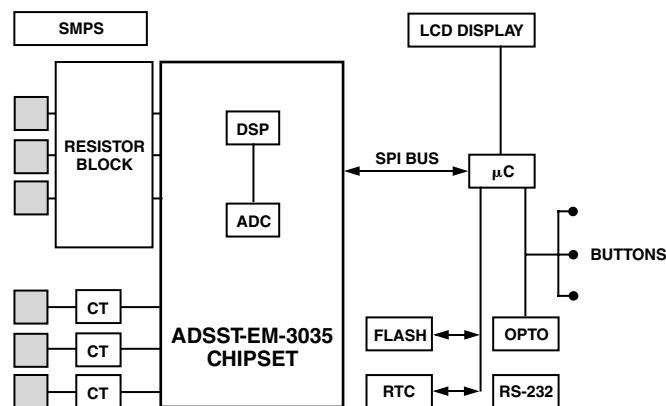 SMPS
LCD DISPLAY
RESISTOR
BLOCK
DSP
SPI BUS
μC
ADC
BUTTONS
CT
ADSST-EM-3035
CHIPSET
FLASH
OPTO
CT
CT
RTC
RS-232